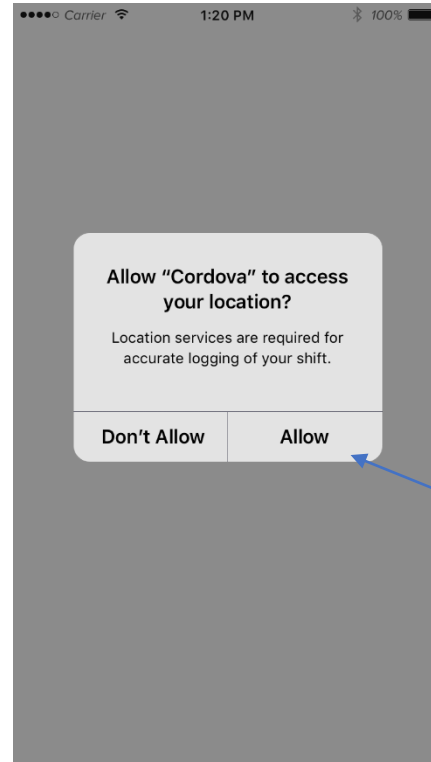 Carrier 1:20 PM 100%
Allow “Cordova” to access
your location?
Location services are required for
accurate logging of your shift.
Don’t Allow Allow